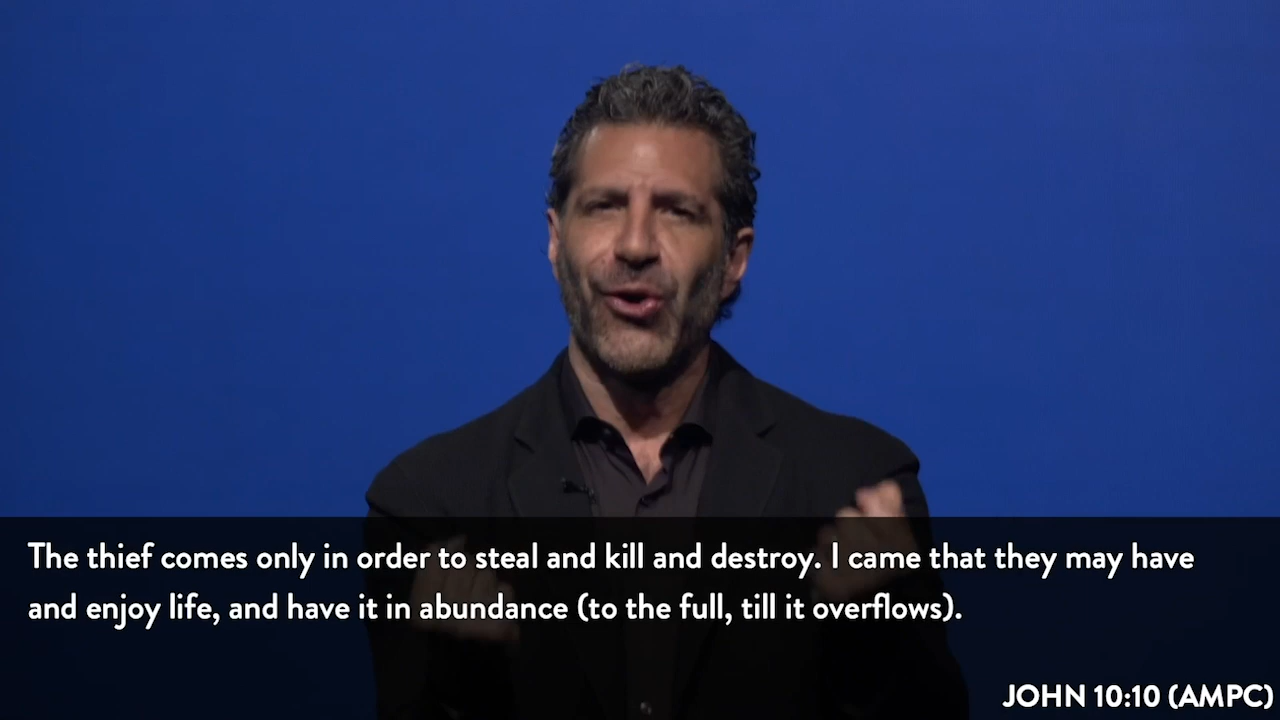 The thief comes only in order to steal and kill and destroy. I came that they may have
and enjoy life, and have it in abundance (to the full, till it overflows).
JOHN 10:10 (AMPC)